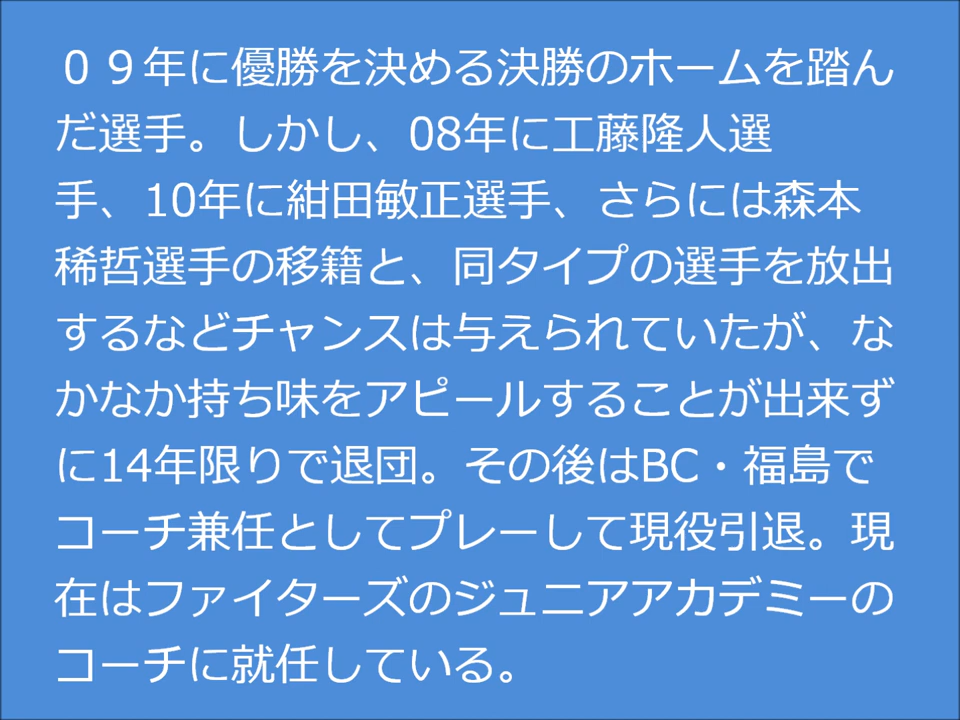 ０９年に優勝を決める決勝のホームを踏ん
だ選手。しかし、08年に工藤隆人選
手、10年に紺田敏正選手、さらには森本
稀哲選手の移籍と、同タイプの選手を放出
するなどチャンスは与えられていたが、な
かなか持ち味をアピールすることが出来ず
に14年限りで退団。その後はBC・福島で
コーチ兼任としてプレーして現役引退。現
在はファイターズのジュニアアカデミーの
コーチに就任している。